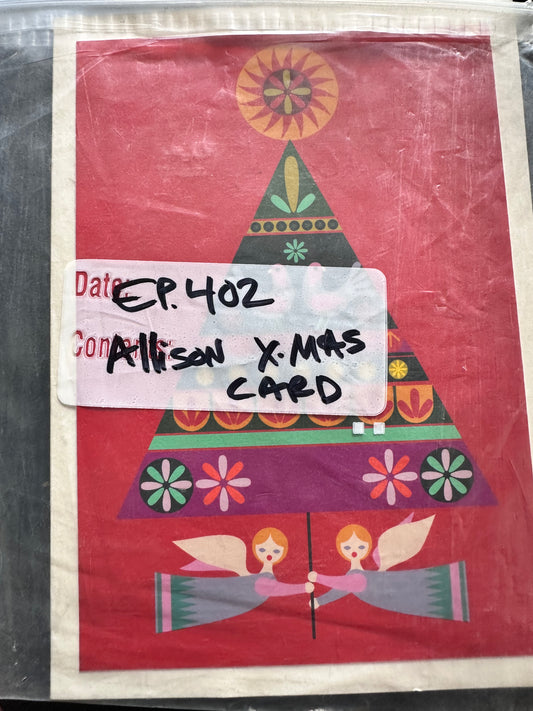 Date:
EP. 402
Contents:
Allison X-MAS
CARD